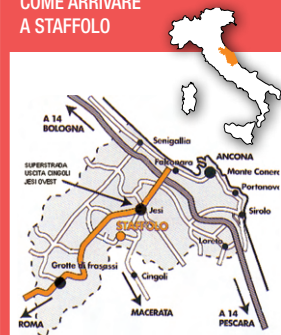 COME ARRIVARE
A STAFFOLO
A 14
BOLOGNA
Senigallia
SUPERSTRADA
USCITA CINGOLI
JESI OVEST
Falconara
ANCONA
Monte Conero
Portonovo
Jesi
Sirolo
STAFFOLO
Loreto
Grotte di Frasassi
Cingoli
ROMA
MACERATA
A 14
PESCARA